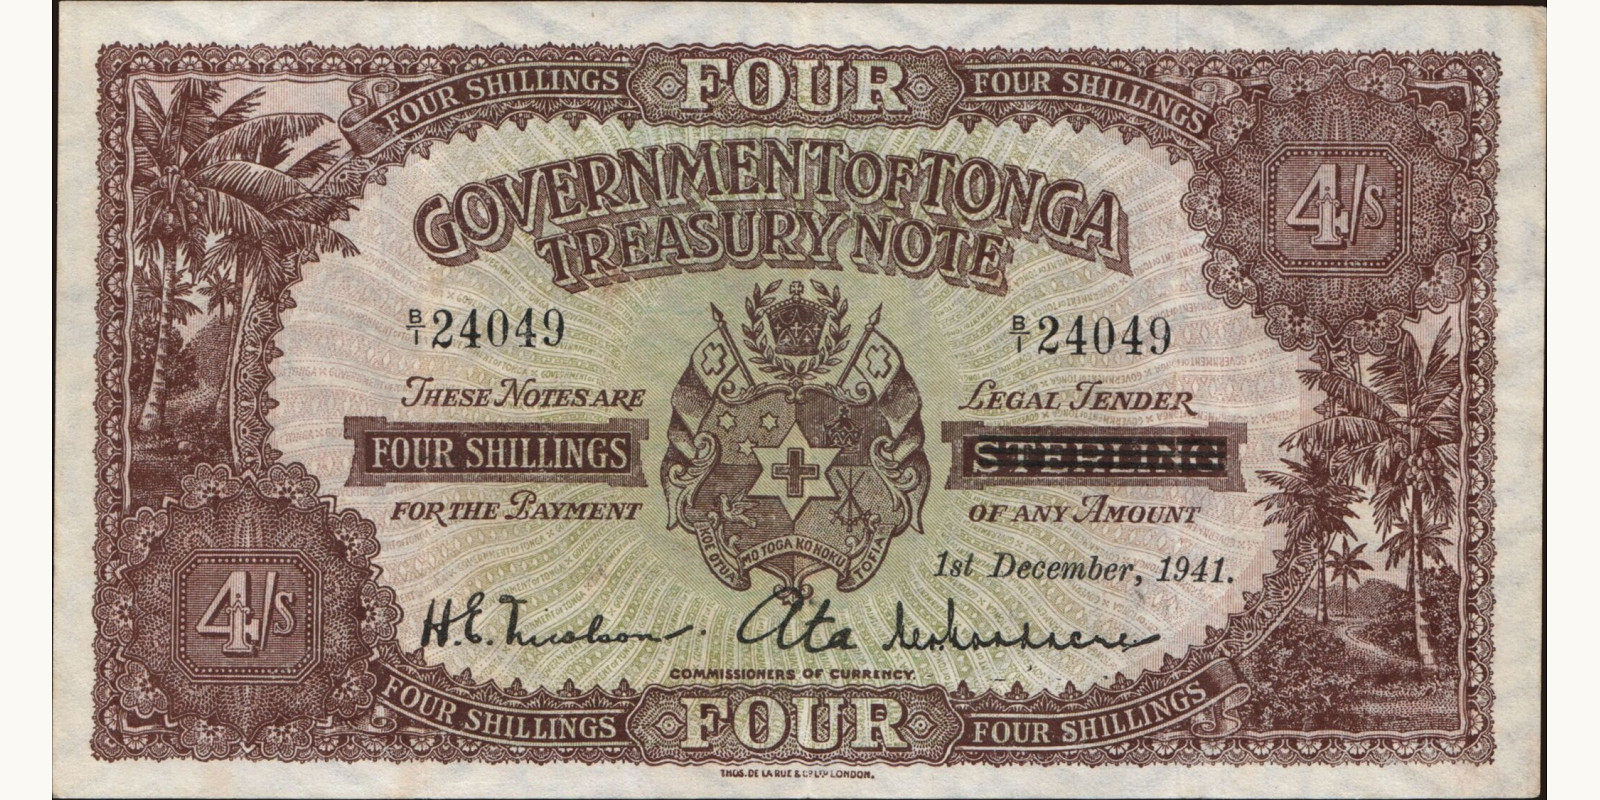 FOUR SHILLINGS FOUR FOUR SHILLINGS
4/s
GOVERNMENT OF TONGA
TREASURY NOTE
B/1 24049 B/1 24049
THESE NOTES ARE LEGAL TENDER
FOUR SHILLINGS STERLING
FOR THE PAYMENT OF ANY AMOUNT
KOE OTUA MO TOGA KO HOKU TOFIA
1st December, 1941.
4/s
H.E. Nicolson. Ata
COMMISSIONERS OF CURRENCY.
FOUR SHILLINGS FOUR FOUR SHILLINGS
THOS. DE LA RUE & CO. LTD. LONDON.